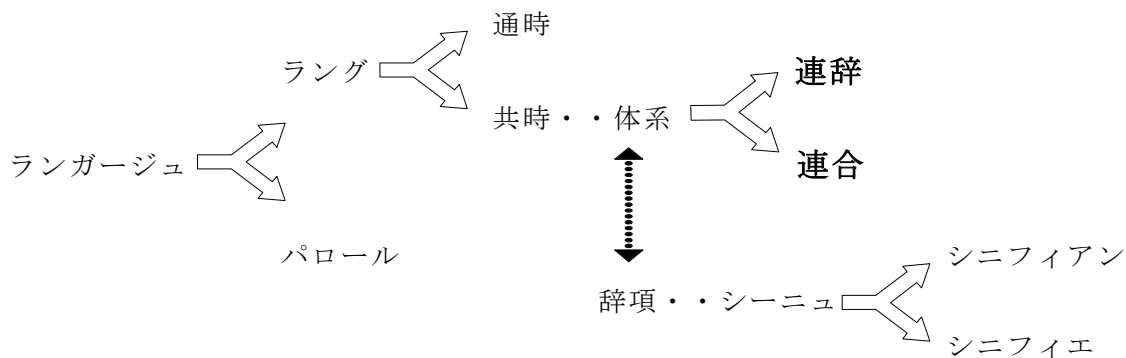 通時
ラング
連辞
共時・・体系
ランガージュ
連合
パロール
シニフィアン
辞項・・シーニュ
シニフィエ